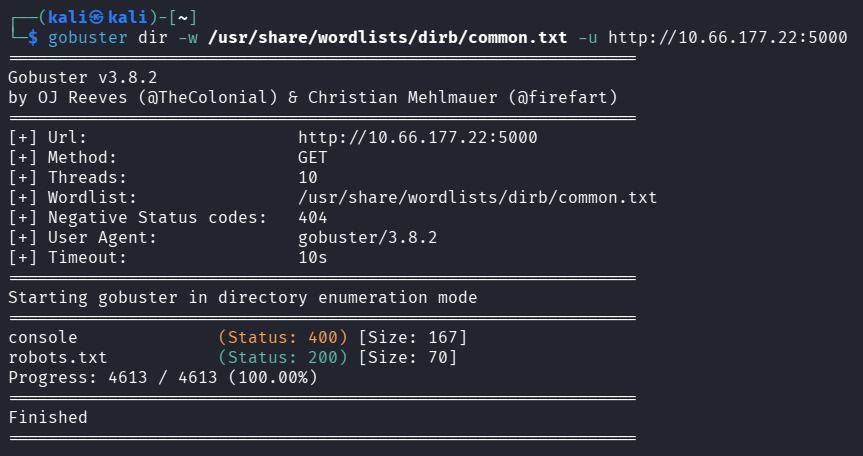 ┌──(kali㉿kali)-[~]
└─$ gobuster dir -w /usr/share/wordlists/dirb/common.txt -u http://10.66.177.22:5000
===============================================================
Gobuster v3.8.2
by OJ Reeves (@TheColonial) & Christian Mehlmauer (@firefart)
===============================================================
[+] Url:                     http://10.66.177.22:5000
[+] Method:                  GET
[+] Threads:                 10
[+] Wordlist:                /usr/share/wordlists/dirb/common.txt
[+] Negative Status codes:   404
[+] User Agent:              gobuster/3.8.2
[+] Timeout:                 10s
===============================================================
Starting gobuster in directory enumeration mode
===============================================================
console              (Status: 400) [Size: 167]
robots.txt           (Status: 200) [Size: 70]
Progress: 4613 / 4613 (100.00%)
===============================================================
Finished
===============================================================